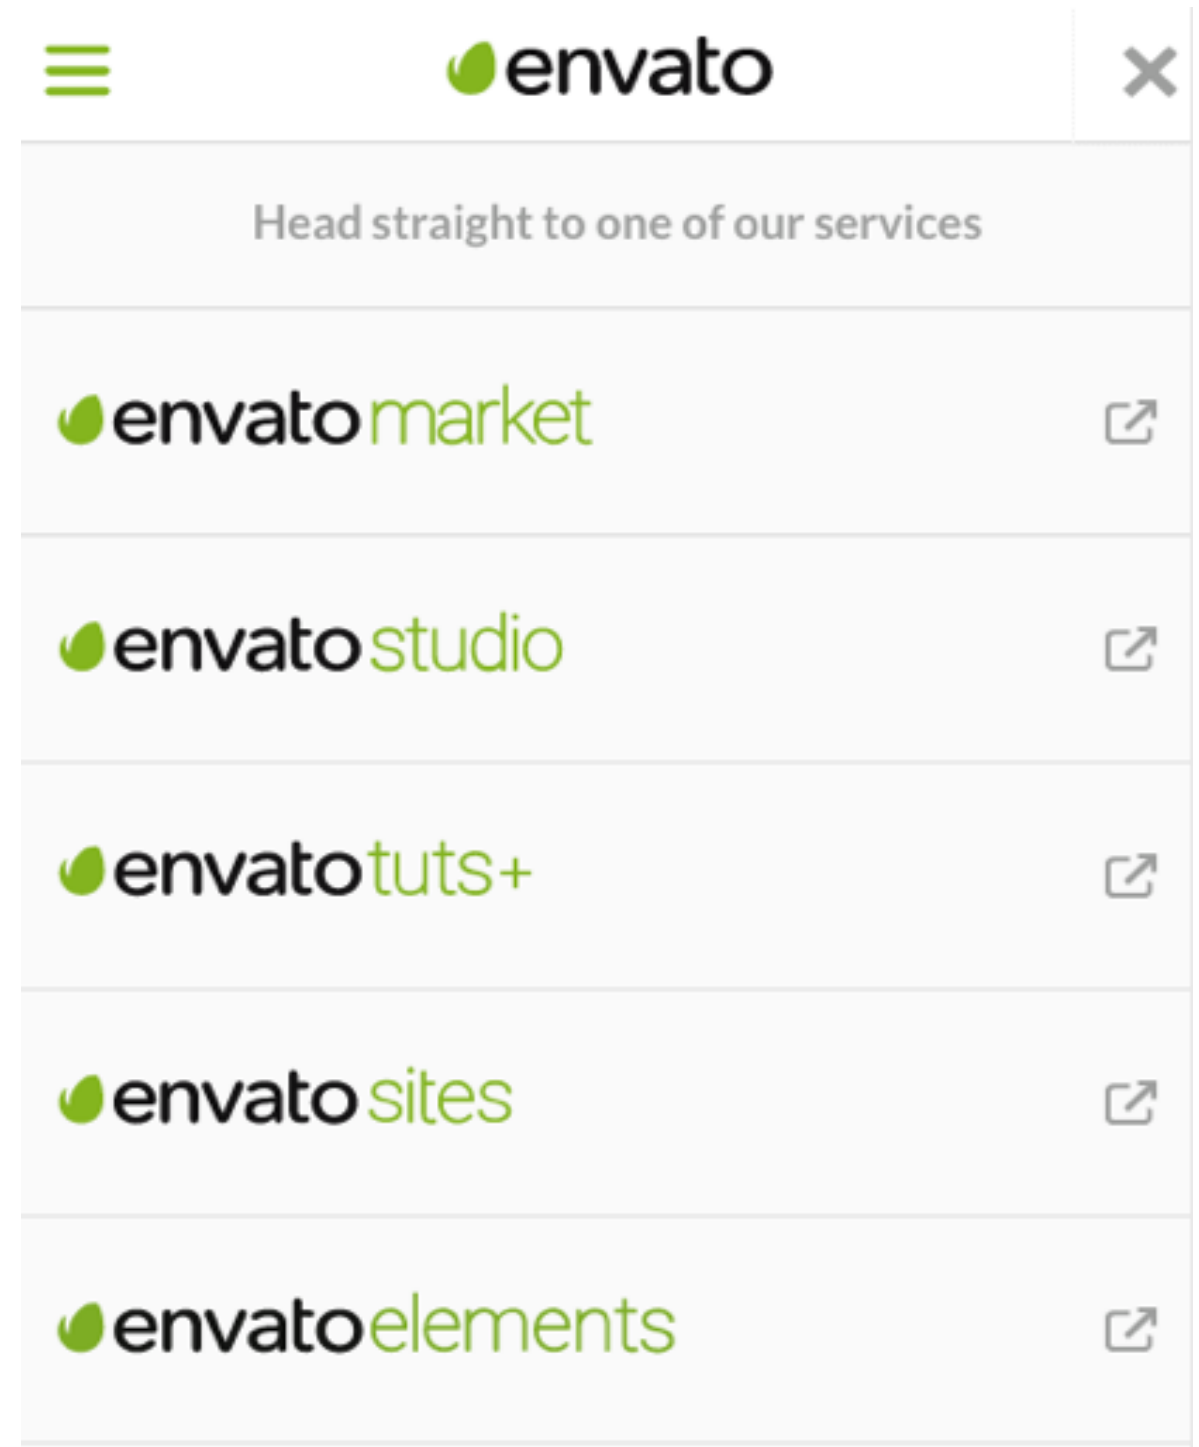 envato
Head straight to one of our services
envato market
envato studio
envato tuts+
envato sites
envato elements